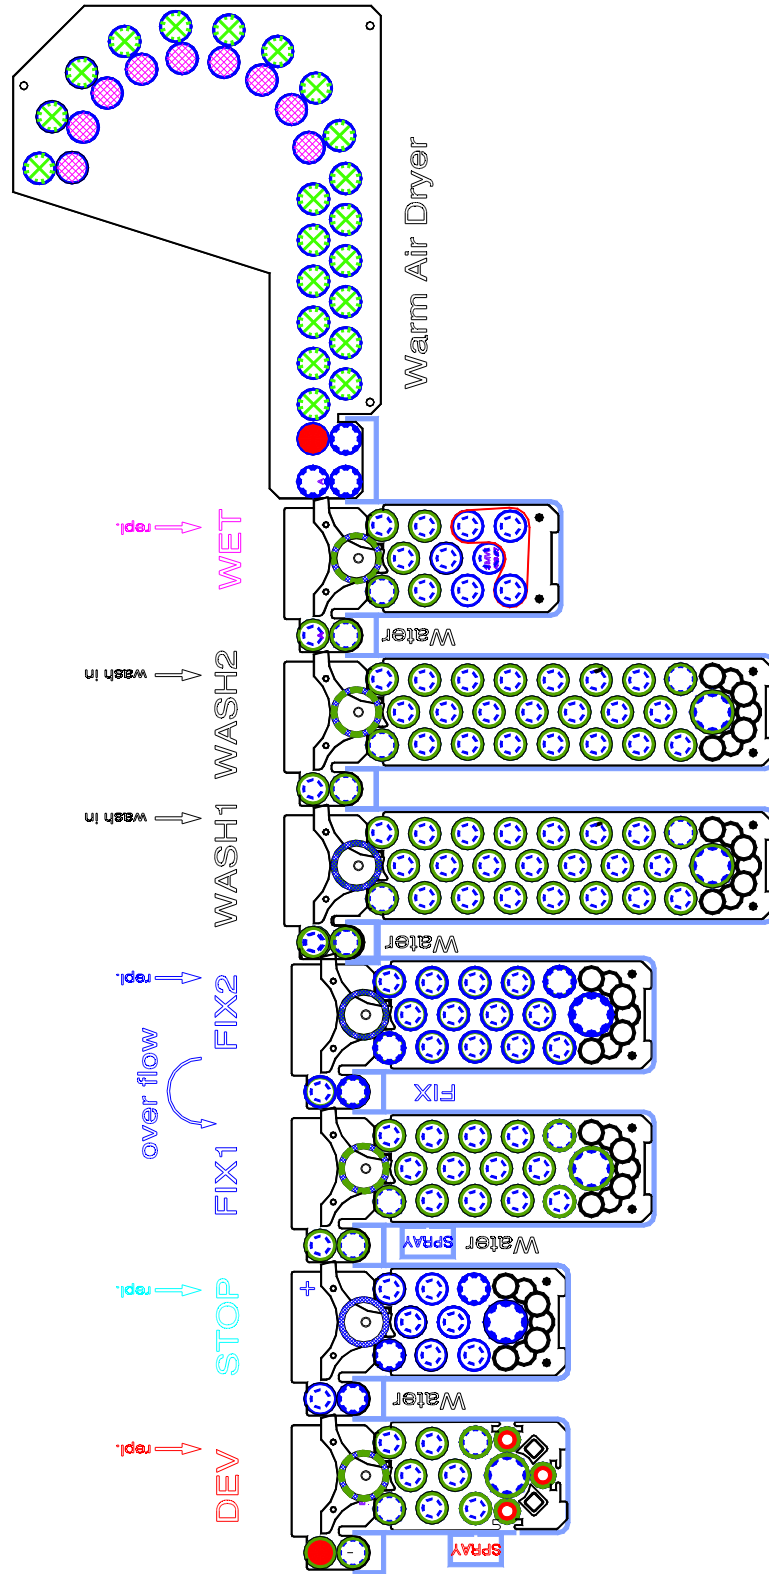 Warm Air Dryer
repl.
WET
Water
wash in
WASH2
wash in
WASH1
Water
repl.
FIX2
over flow
FIX
FIX1
SPRAY
Water
repl.
STOP
+
Water
repl.
DEV
SPRAY